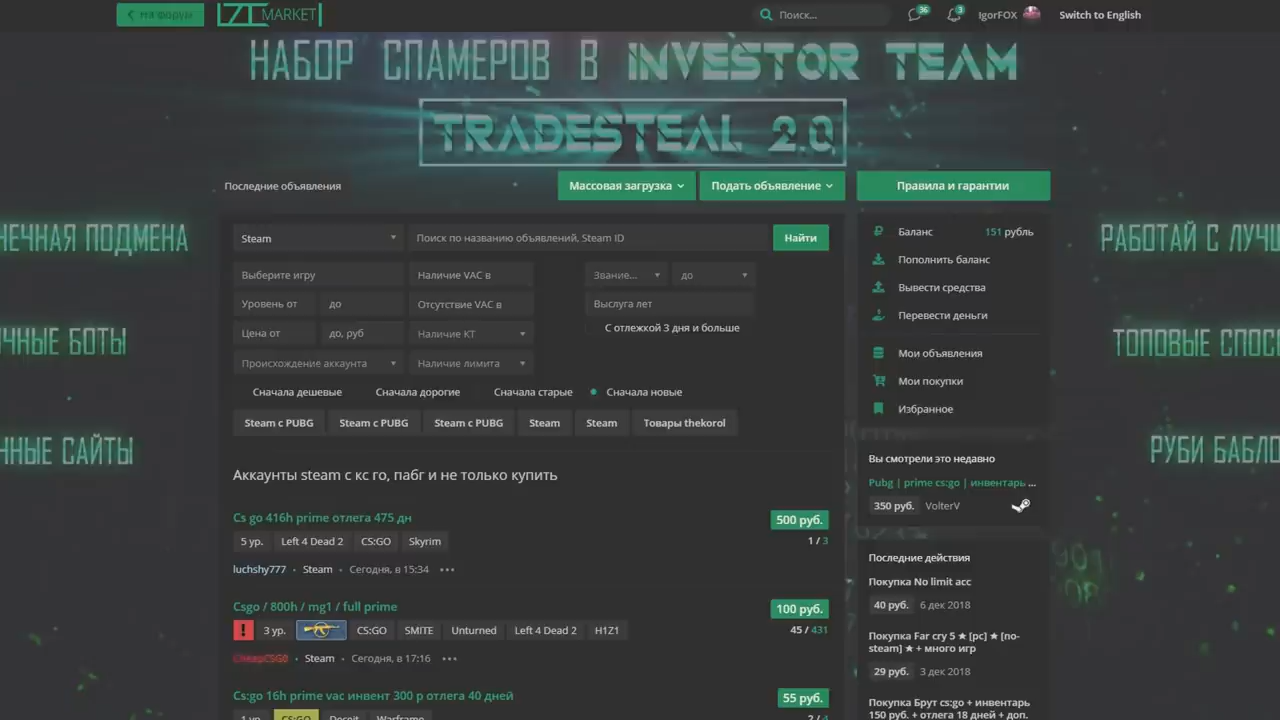 На форум
LZT MARKET
Поиск...
36
3
IgorFOX
Switch to English
НАБОР СПАМЕРОВ В INVESTOR TEAM
TRADESTEAL 2.0
ПОДМЕНА
БОТЫ
САЙТЫ
РАБОТАЙ С
ТОПОВЫЕ
РУБИ БАБЛО
Последние объявления
Массовая загрузка
Подать объявление
Правила и гарантии
Steam
Поиск по названию объявлений, Steam ID
Найти
Выберите игру
Наличие VAC в
Звание...
до
Уровень от
до
Отсутствие VAC в
Выслуга лет
Цена от
до, руб
Наличие КТ
С отлежкой 3 дня и больше
Происхождение аккаунта
Наличие лимита
Сначала дешевые
Сначала дорогие
Сначала старые
Сначала новые
Steam с PUBG
Steam с PUBG
Steam с PUBG
Steam
Steam
Товары thekorol
Аккаунты steam с кс го, пабг и не только купить
Cs go 416h prime отлега 475 дн
500 руб.
5 ур.
Left 4 Dead 2
CS:GO
Skyrim
1 / 3
luchshy777 • Steam • Сегодня, в 15:34 •••
Csgo / 800h / mg1 / full prime
100 руб.
!
3 ур.
CS:GO
SMITE
Unturned
Left 4 Dead 2
H1Z1
45 / 431
CheapCSGO • Steam • Сегодня, в 17:16 •••
Cs:go 16h prime vac инвент 300 р отлега 40 дней
55 руб.
1 ур.
CS:GO
Deceit
Warframe
Баланс
151 рубль
Пополнить баланс
Вывести средства
Перевести деньги
Мои объявления
Мои покупки
Избранное
Вы смотрели это недавно
Pubg | prime cs:go | инвентарь ...
350 руб.
VolterV
Последние действия
Покупка No limit acc
40 руб.
6 дек 2018
Покупка Far cry 5 ★ [pc] ★ [no-
steam] ★ + много игр
29 руб.
3 дек 2018
Покупка Брут cs:go + инвентарь
150 руб. + отлега 18 дней + доп.